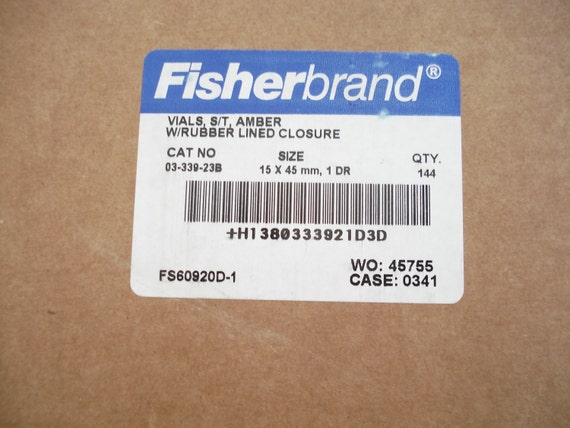 Fisherbrand®
VIALS, S/T, AMBER
W/RUBBER LINED CLOSURE
CAT NO SIZE QTY.
03-339-23B 15 X 45 mm, 1 DR 144
+H1380333921D3D
FS60920D-1 WO: 45755
CASE: 0341